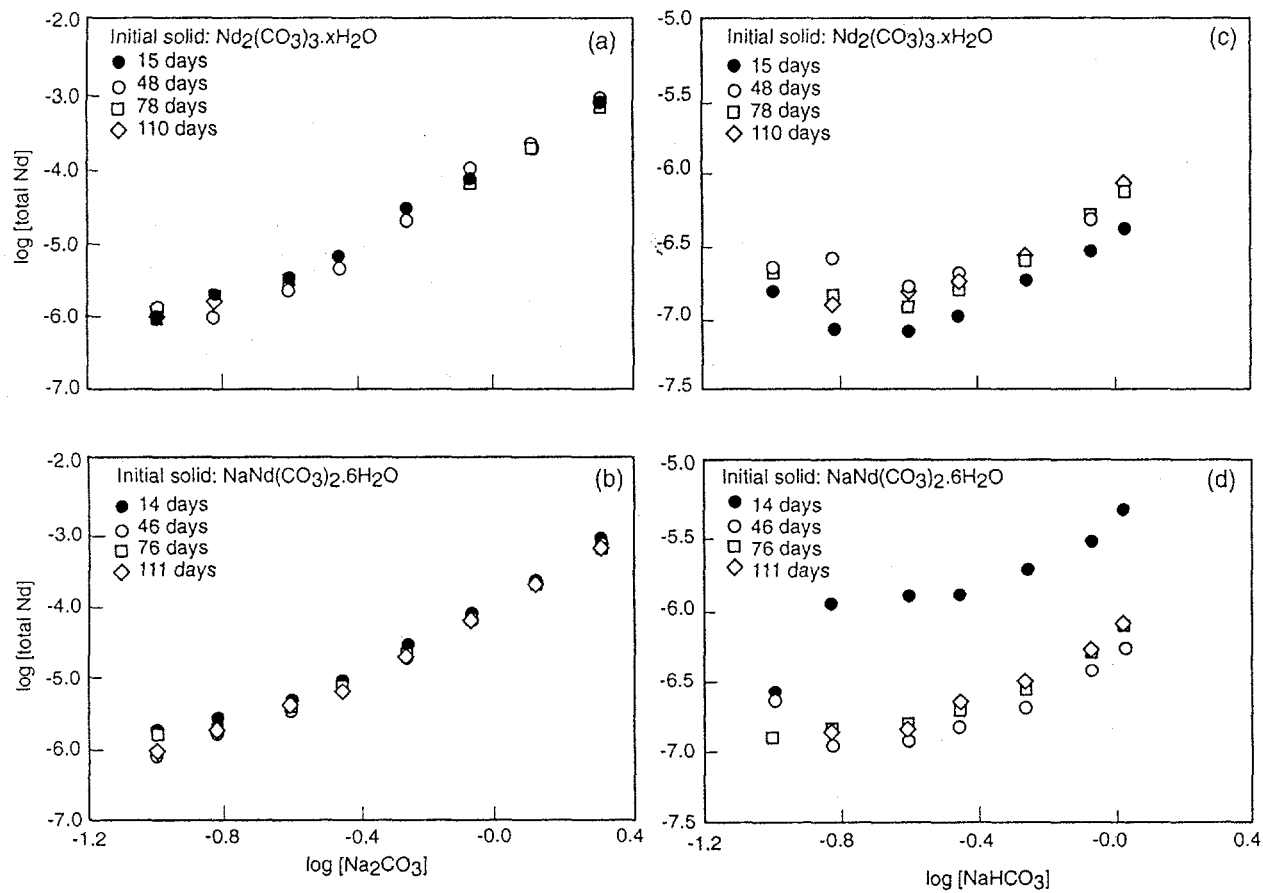 Initial solid: Nd2(CO3)3.xH2O
(a)
15 days
48 days
78 days
110 days
-2.0
-3.0
-4.0
-5.0
-6.0
-7.0
log [total Nd]
Initial solid: Nd2(CO3)3.xH2O
(c)
15 days
48 days
78 days
110 days
-5.0
-5.5
-6.0
-6.5
-7.0
-7.5
Initial solid: NaNd(CO3)2.6H2O
(b)
14 days
46 days
76 days
111 days
-2.0
-3.0
-4.0
-5.0
-6.0
-7.0
log [total Nd]
-1.2
-0.8
-0.4
-0.0
0.4
log [Na2CO3]
Initial solid: NaNd(CO3)2.6H2O
(d)
14 days
46 days
76 days
111 days
-5.0
-5.5
-6.0
-6.5
-7.0
-7.5
-1.2
-0.8
-0.4
-0.0
0.4
log [NaHCO3]